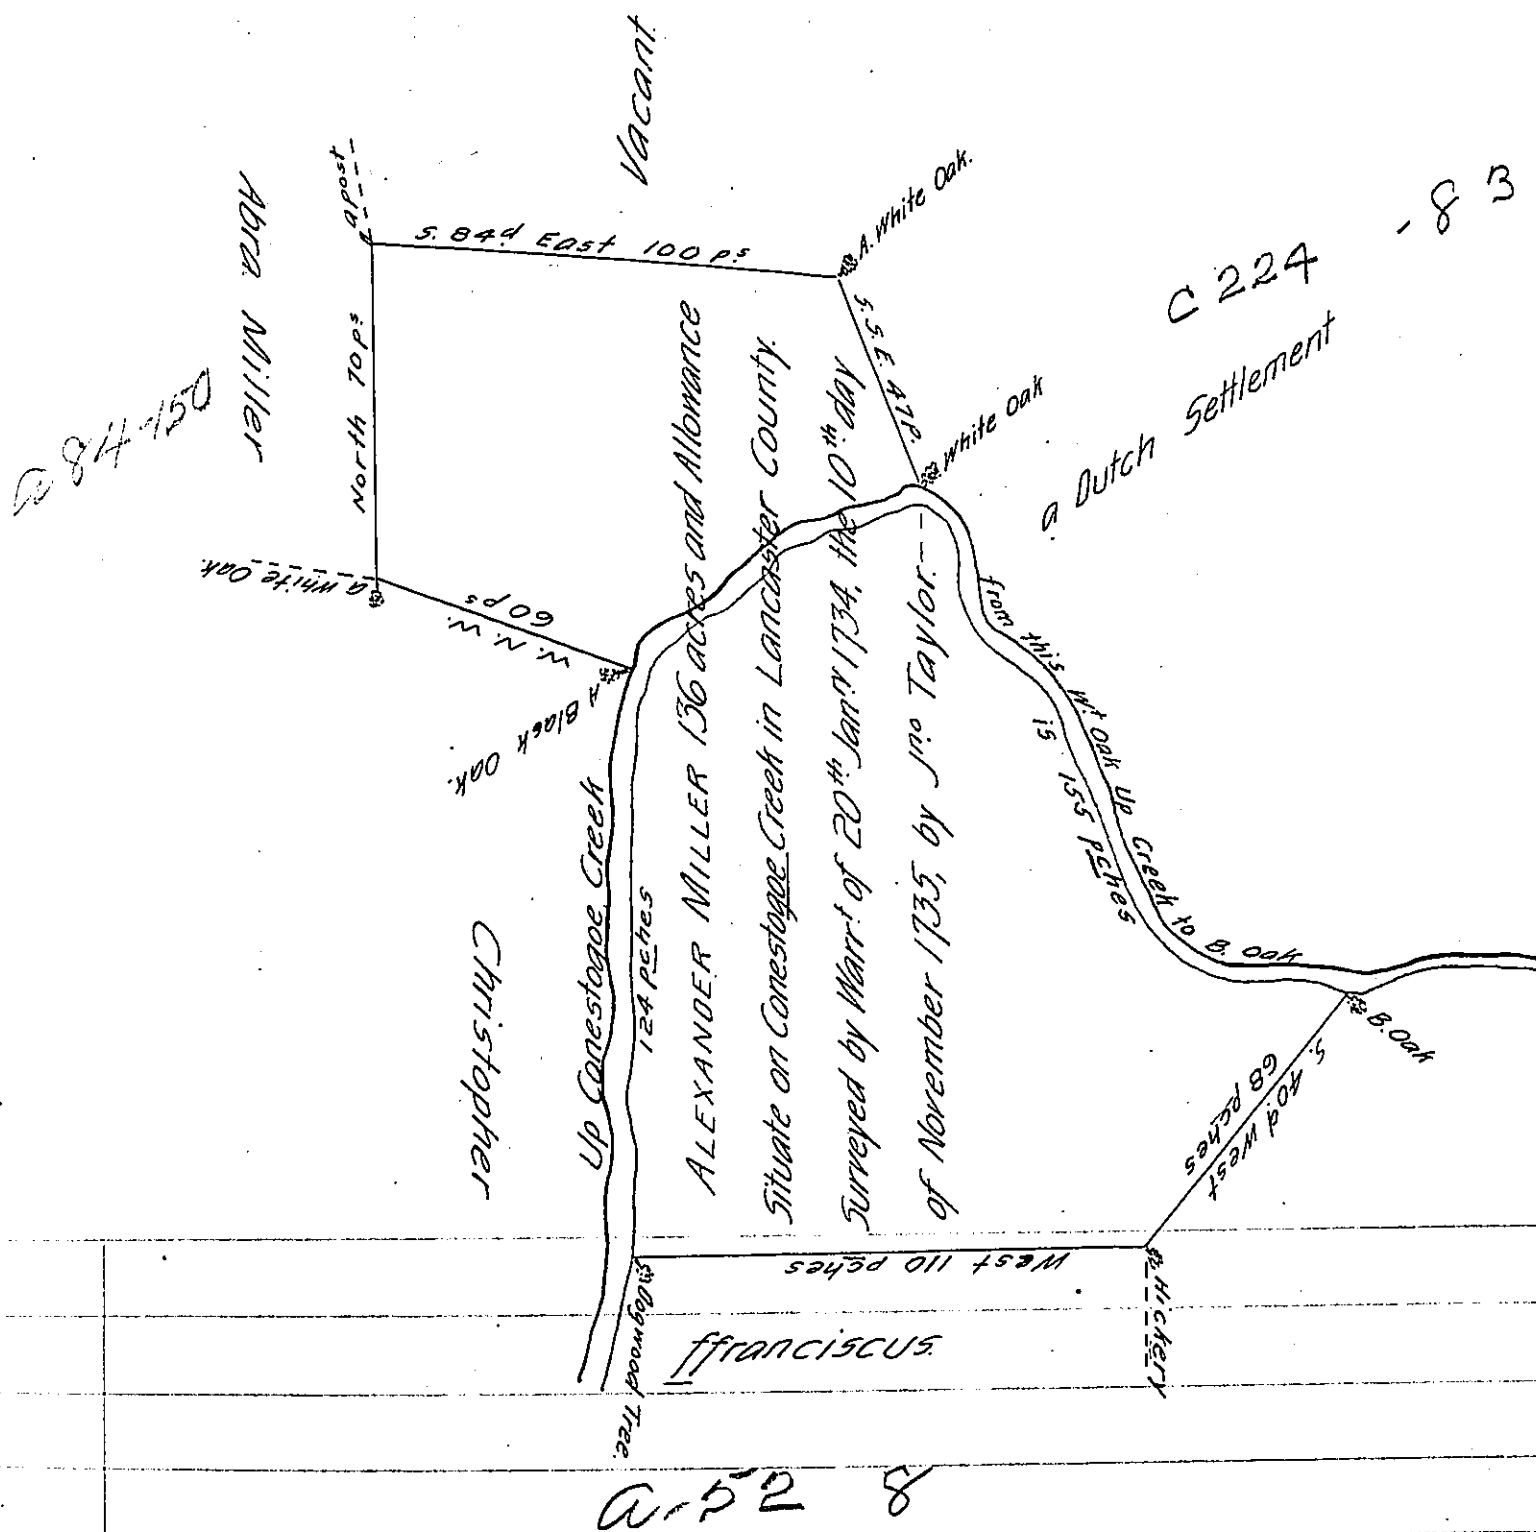 Vacant
a post
S. 84d East 100 ps
A. White Oak.
C 224 - 83
Abra Miller
a 84-150
North 70 ps
S. S. E. 47 P.
White Oak
a Dutch Settlement
a white Oak
W. N. W.
60 ps
A Black Oak.
from this Wt Oak Up Creek to B. Oak
is 155 pches
ALEXANDER MILLER 136 acres and Allowance
Situate on Conestogoe Creek in Lancaster County.
Surveyed by Warrt of 20th Janry 1734, the 10th day
of November 1735, by Jno Taylor.
Up Conestogoe Creek
124 pches
Christopher
B. Oak
S. 40d West
68 pches
West 110 pches
Hickery
Dogwood Tree.
ffranciscus.
a-52 8